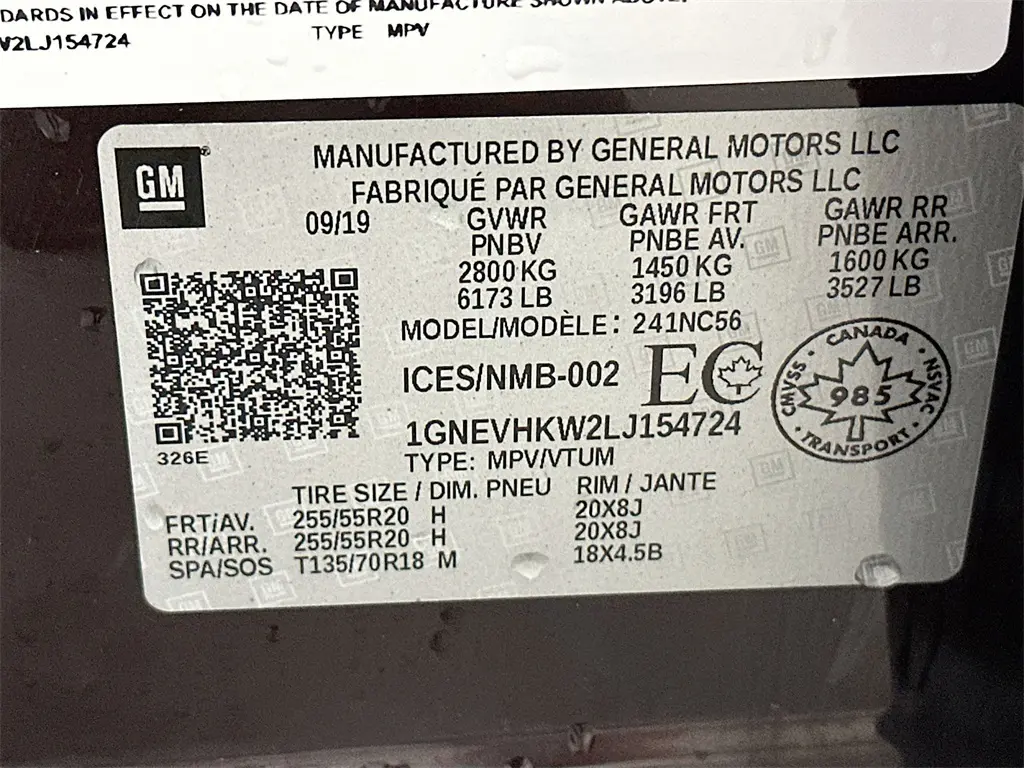 DARDS IN EFFECT ON THE DATE OF MANUFACTURE SHOWN ABOVE.
W2LJ154724 TYPE MPV
GM
MANUFACTURED BY GENERAL MOTORS LLC
FABRIQUÉ PAR GENERAL MOTORS LLC
09/19 GVWR GAWR FRT GAWR RR
PNBV PNBE AV. PNBE ARR.
2800 KG 1450 KG 1600 KG
6173 LB 3196 LB 3527 LB
MODEL/MODÈLE: 241NC56
ICES/NMB-002 EC
CANADA
CMVSS 985 NSVAC
TRANSPORT
1GNEVHKW2LJ154724
326E
TYPE: MPV/VTUM
TIRE SIZE / DIM. PNEU RIM / JANTE
FRT/AV. 255/55R20 H 20X8J
RR/ARR. 255/55R20 H 20X8J
SPA/SOS T135/70R18 M 18X4.5B